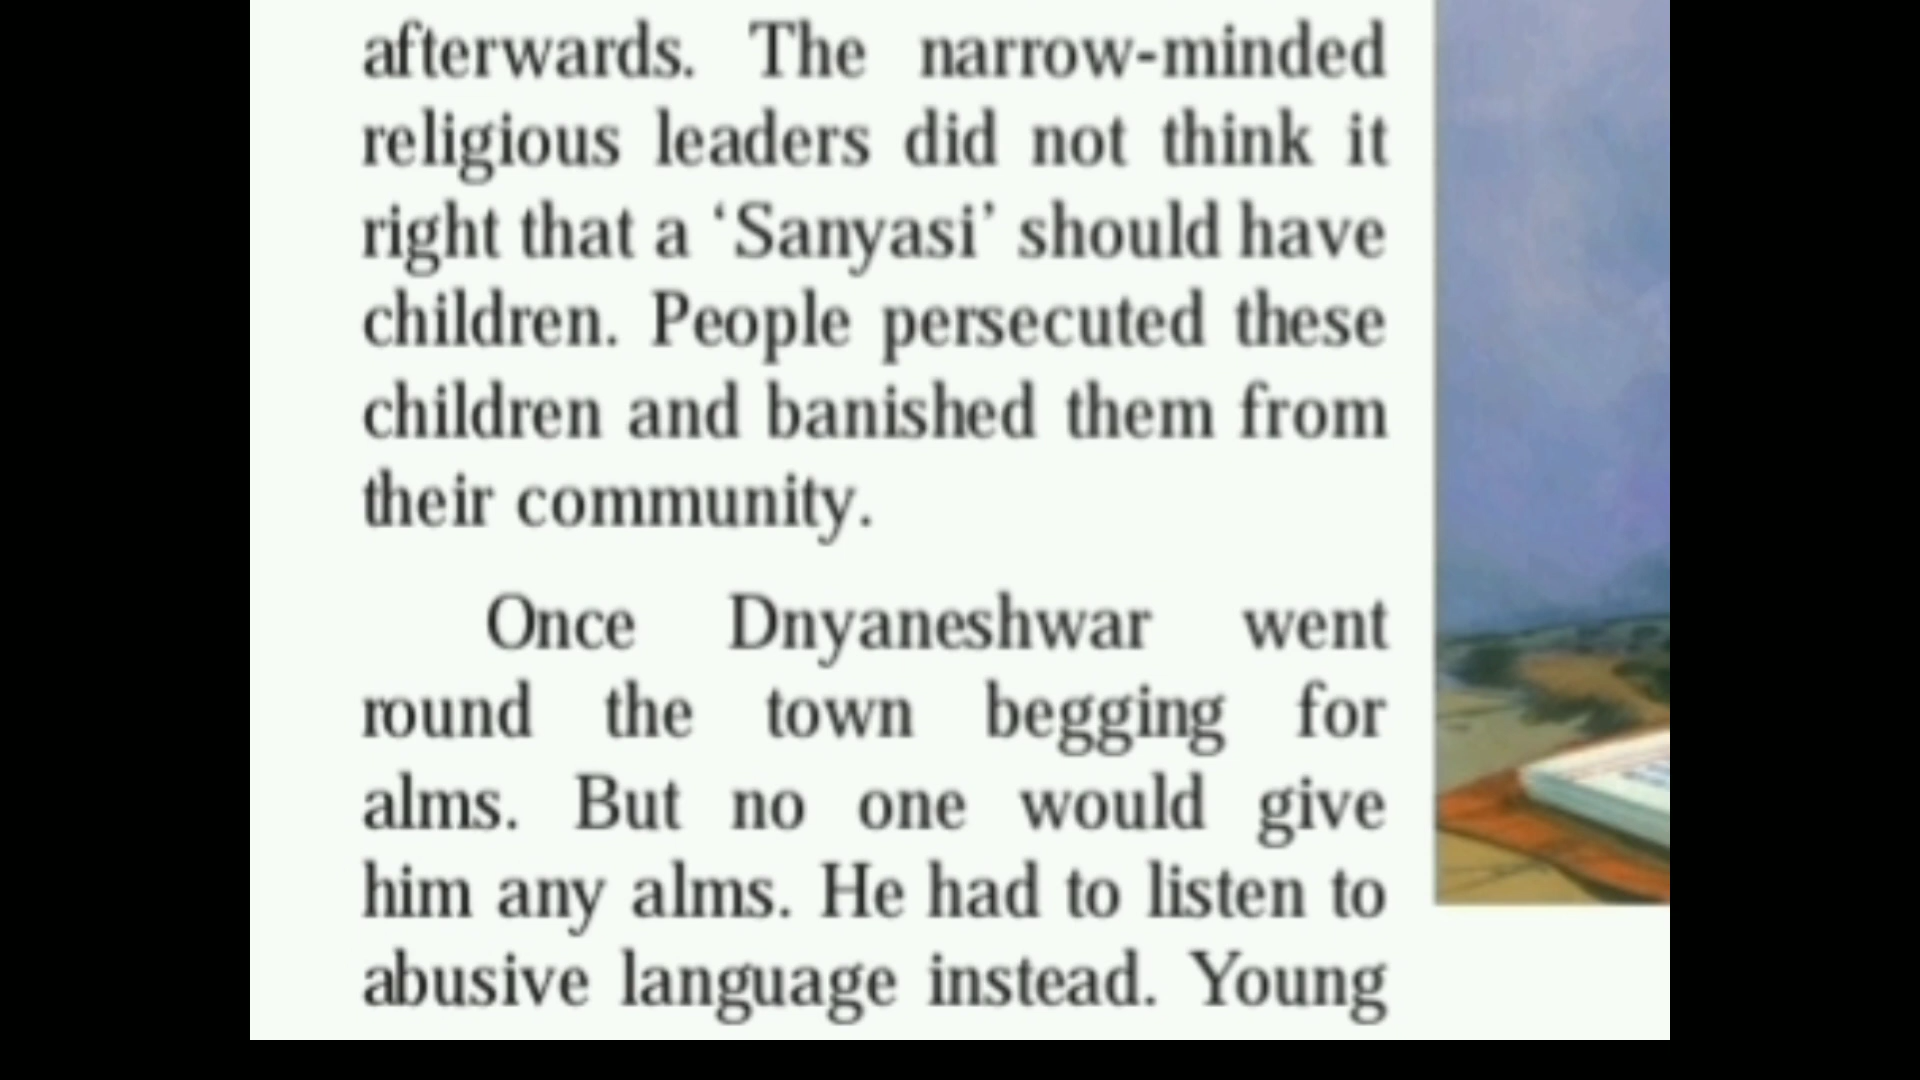 afterwards. The narrow-minded
religious leaders did not think it
right that a ‘Sanyasi’ should have
children. People persecuted these
children and banished them from
their community.
Once Dnyaneshwar went
round the town begging for
alms. But no one would give
him any alms. He had to listen to
abusive language instead. Young